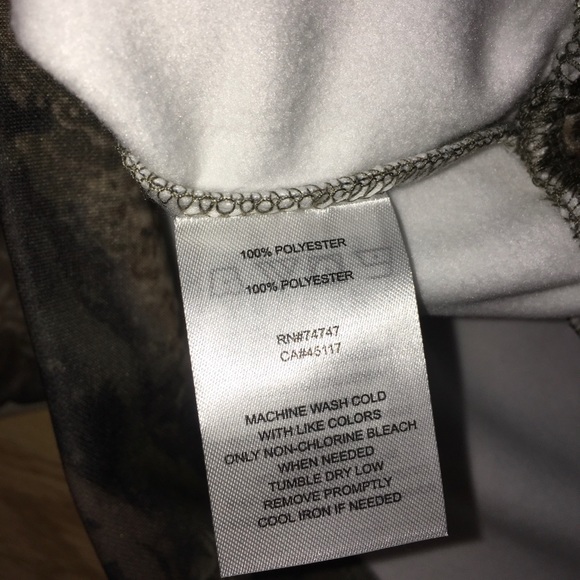 100% POLYESTER
100% POLYESTER
RN#74747
CA#45117
MACHINE WASH COLD
WITH LIKE COLORS
ONLY NON-CHLORINE BLEACH
WHEN NEEDED
TUMBLE DRY LOW
REMOVE PROMPTLY
COOL IRON IF NEEDED